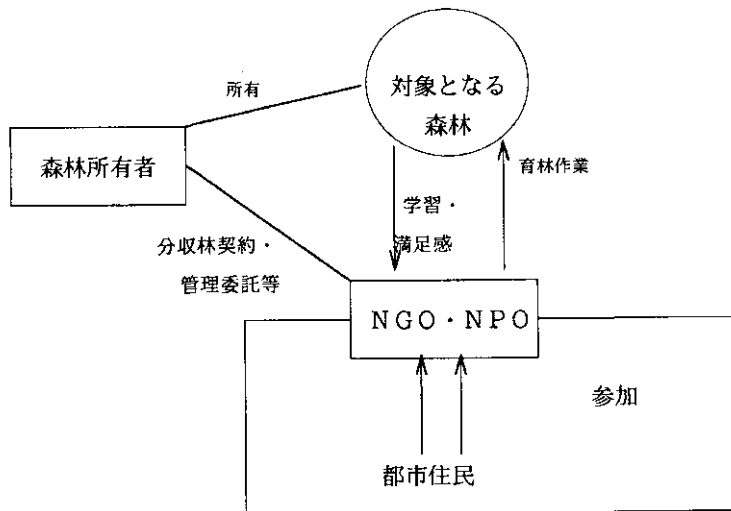 所有
対象となる
森林
森林所有者
育林作業
学習・
満足感
分収林契約・
管理委託等
NGO・NPO
参加
都市住民